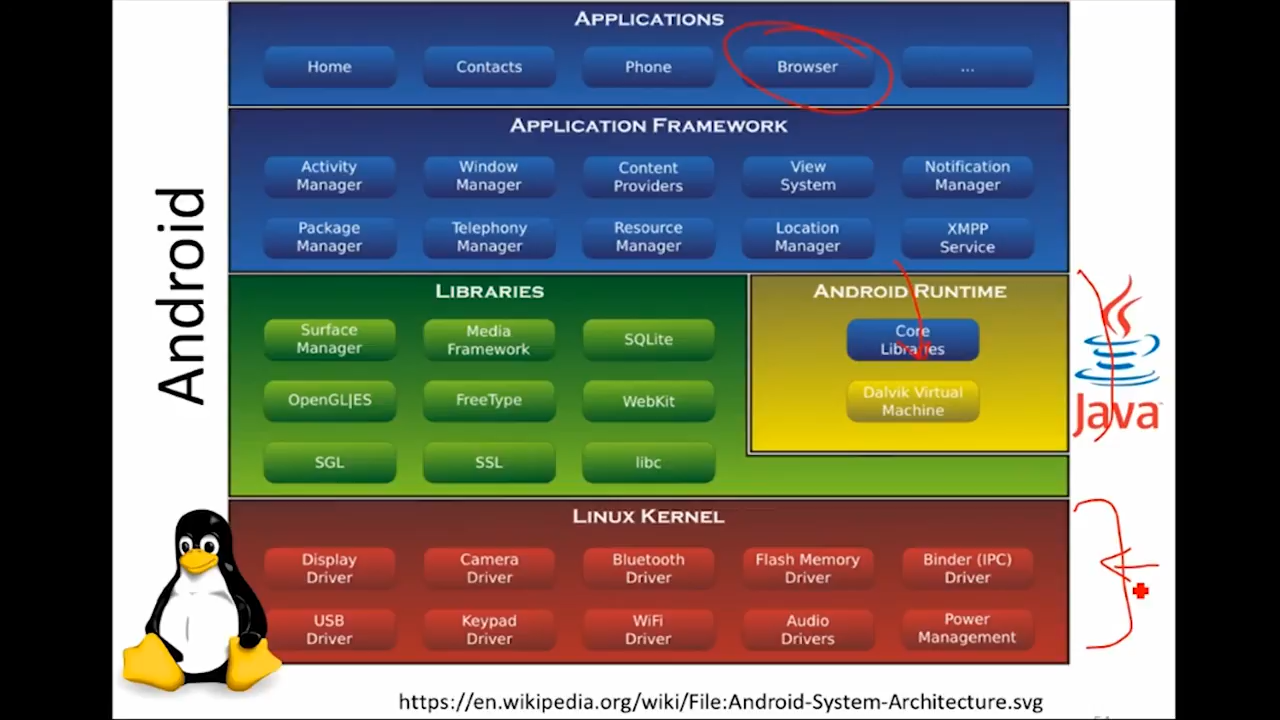 Android
APPLICATIONS
Home
Contacts
Phone
Browser
...
APPLICATION FRAMEWORK
Activity
Manager
Window
Manager
Content
Providers
View
System
Notification
Manager
Package
Manager
Telephony
Manager
Resource
Manager
Location
Manager
XMPP
Service
LIBRARIES
Surface
Manager
Media
Framework
SQLite
OpenGL|ES
FreeType
WebKit
SGL
SSL
libc
ANDROID RUNTIME
Core
Libraries
Dalvik Virtual
Machine
Java
LINUX KERNEL
Display
Driver
Camera
Driver
Bluetooth
Driver
Flash Memory
Driver
Binder (IPC)
Driver
USB
Driver
Keypad
Driver
WiFi
Driver
Audio
Drivers
Power
Management
https://en.wikipedia.org/wiki/File:Android-System-Architecture.svg